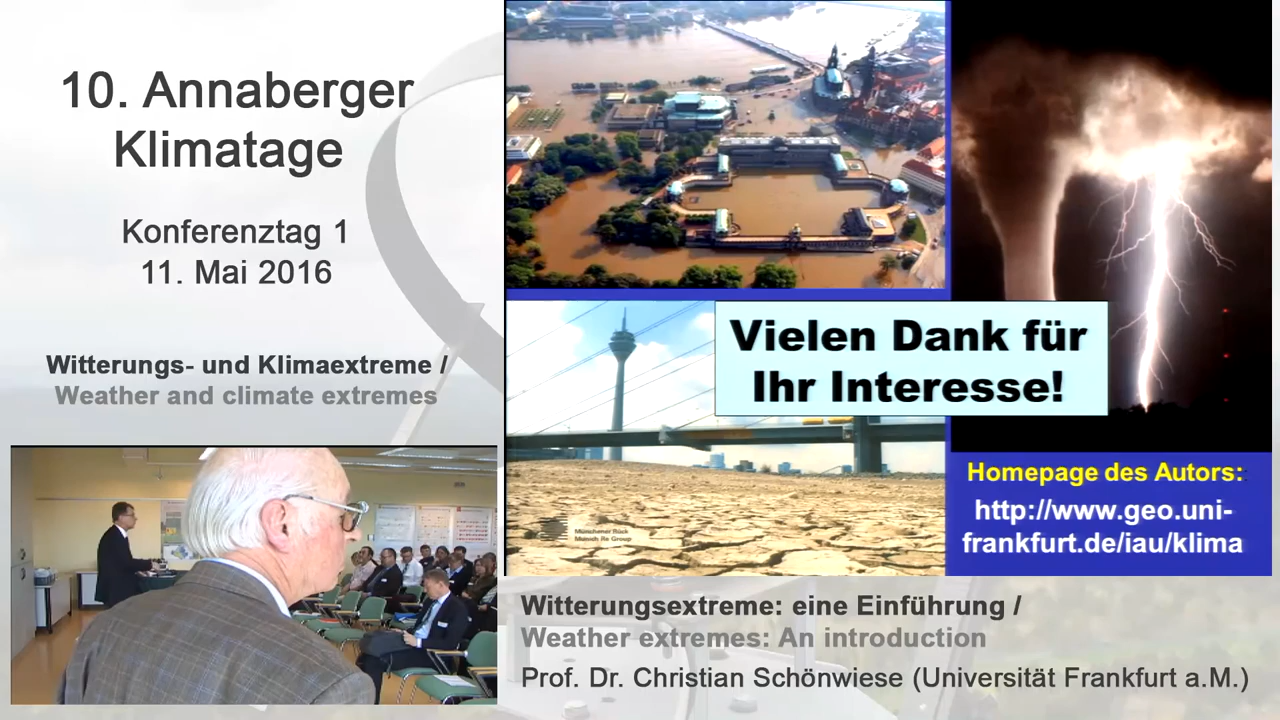 10. Annaberger
Klimatage
Konferenztag 1
11. Mai 2016
Witterungs- und Klimaextreme /
Weather and climate extremes
Vielen Dank für
Ihr Interesse!
Homepage des Autors:
http://www.geo.uni-
frankfurt.de/iau/klima
Münchener Rück
Munich Re Group
Witterungsextreme: eine Einführung /
Weather extremes: An introduction
Prof. Dr. Christian Schönwiese (Universität Frankfurt a.M.)